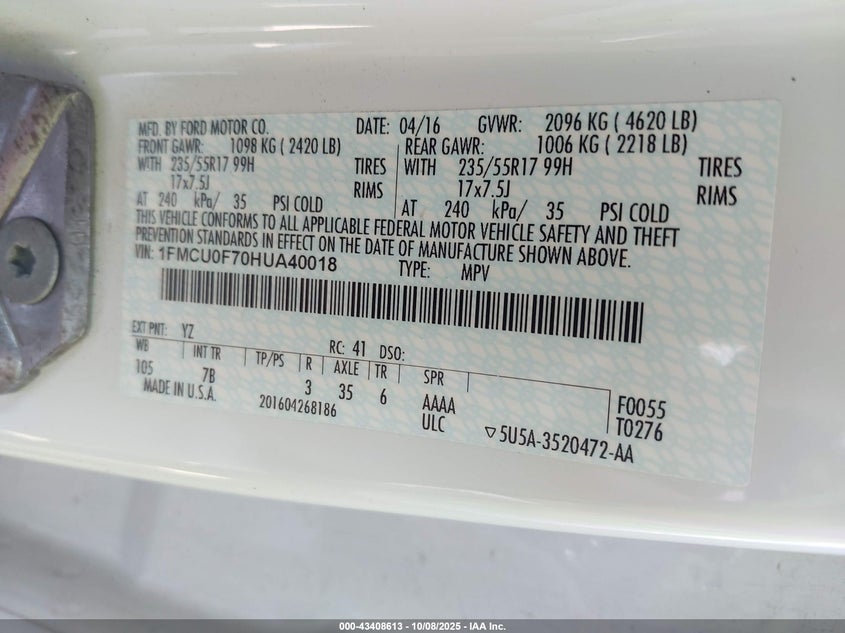 MFD. BY FORD MOTOR CO. DATE: 04/16 GVWR: 2096 KG ( 4620 LB)
FRONT GAWR: 1098 KG ( 2420 LB) REAR GAWR: 1006 KG ( 2218 LB)
WITH 235/55R17 99H TIRES WITH 235/55R17 99H TIRES
17x7.5J RIMS 17x7.5J RIMS
AT 240 kPa/ 35 PSI COLD AT 240 kPa/ 35 PSI COLD
THIS VEHICLE CONFORMS TO ALL APPLICABLE FEDERAL MOTOR VEHICLE SAFETY AND THEFT
PREVENTION STANDARDS IN EFFECT ON THE DATE OF MANUFACTURE SHOWN ABOVE.
VIN: 1FMCU0F70HUA40018 TYPE: MPV
EXT PNT: YZ RC: 41 DSO:
WB INT TR TP/PS R AXLE TR SPR
105 7B 3 35 6 AAAA F0055
MADE IN U.S.A. 201604268186 ULC T0276
▽5U5A-3520472-AA
000-43408613 - 10/08/2025 - IAA Inc.